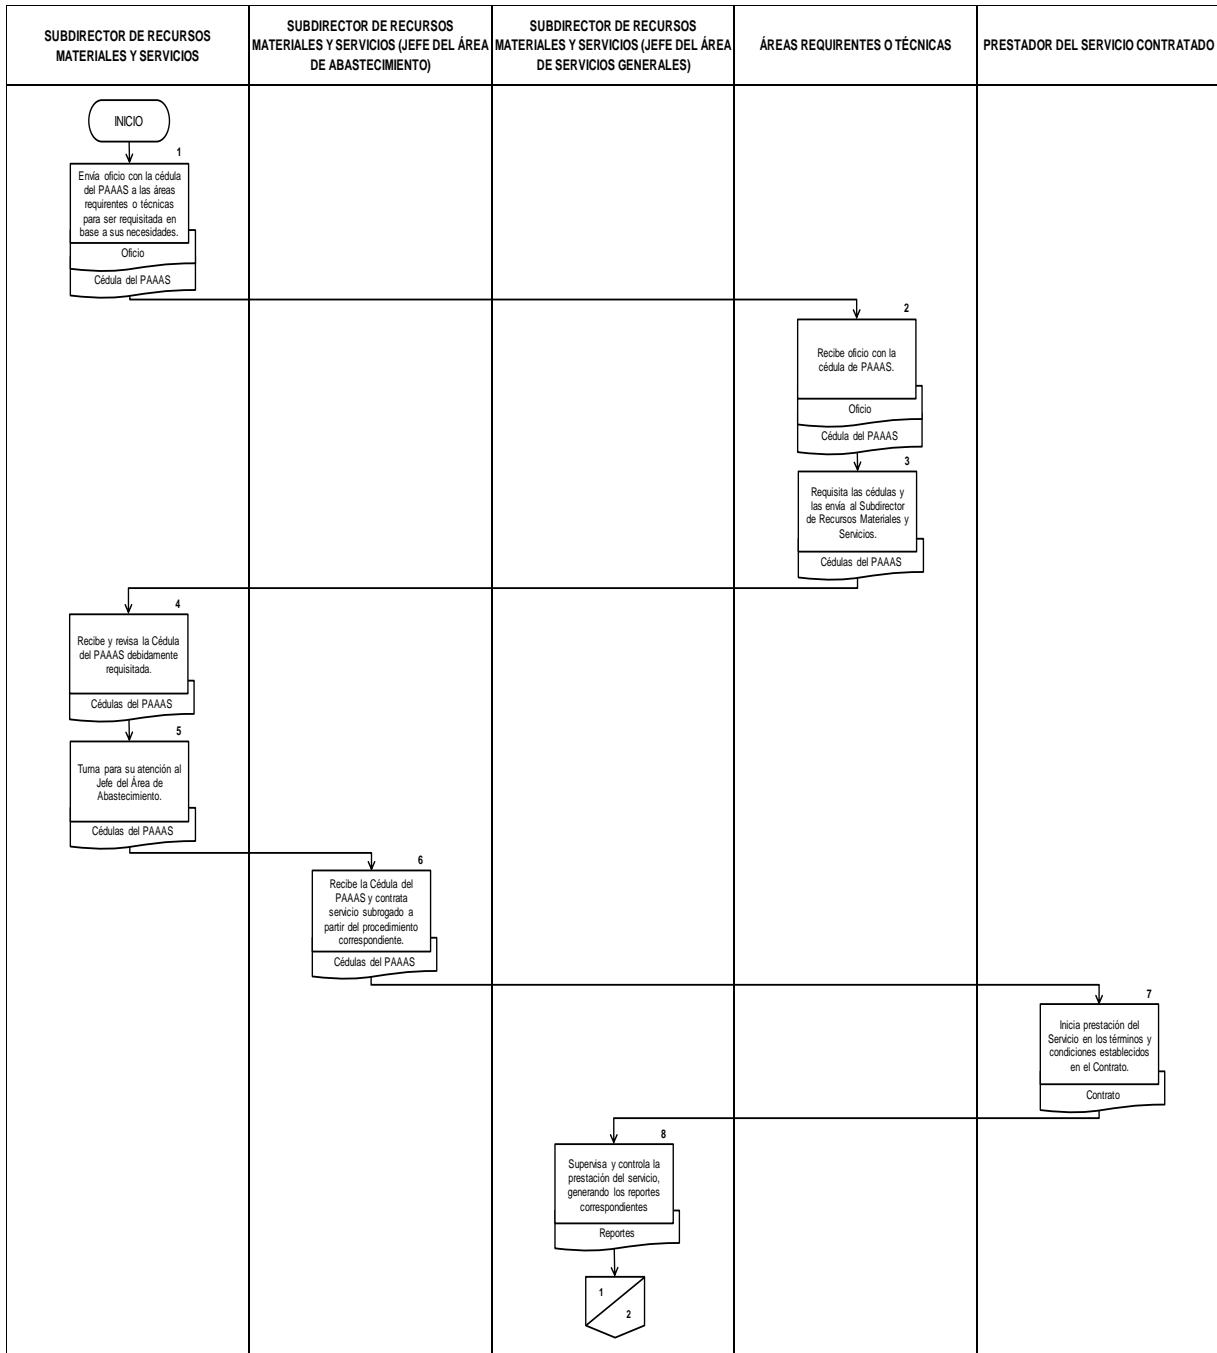 SUBDIRECTOR DE RECURSOS
MATERIALES Y SERVICIOS
SUBDIRECTOR DE RECURSOS
MATERIALES Y SERVICIOS (JEFE DEL ÁREA
DE ABASTECIMIENTO)
SUBDIRECTOR DE RECURSOS
MATERIALES Y SERVICIOS (JEFE DEL ÁREA
DE SERVICIOS GENERALES)
ÁREAS REQUIRENTES O TÉCNICAS
PRESTADOR DEL SERVICIO CONTRATADO
INICIO
1
Envía oficio con la cédula
del PAAAS a las áreas
requirentes o técnicas
para ser requisitada en
base a sus necesidades.
Oficio
Cédula del PAAAS
2
Recibe oficio con la
cédula de PAAAS.
Oficio
Cédula del PAAAS
3
Requisita las cédulas y
las envía al Subdirector
de Recursos Materiales y
Servicios.
Cédulas del PAAAS
4
Recibe y revisa la Cédula
del PAAAS debidamente
requisitada.
Cédulas del PAAAS
5
Turna para su atención al
Jefe del Área de
Abastecimiento.
Cédulas del PAAAS
6
Recibe la Cédula del
PAAAS y contrata
servicio subrogado a
partir del procedimiento
correspondiente.
Cédulas del PAAAS
7
Inicia prestación del
Servicio en los términos y
condiciones establecidos
en el Contrato.
Contrato
8
Supervisa y controla la
prestación del servicio,
generando los reportes
correspondientes
Reportes
1
2